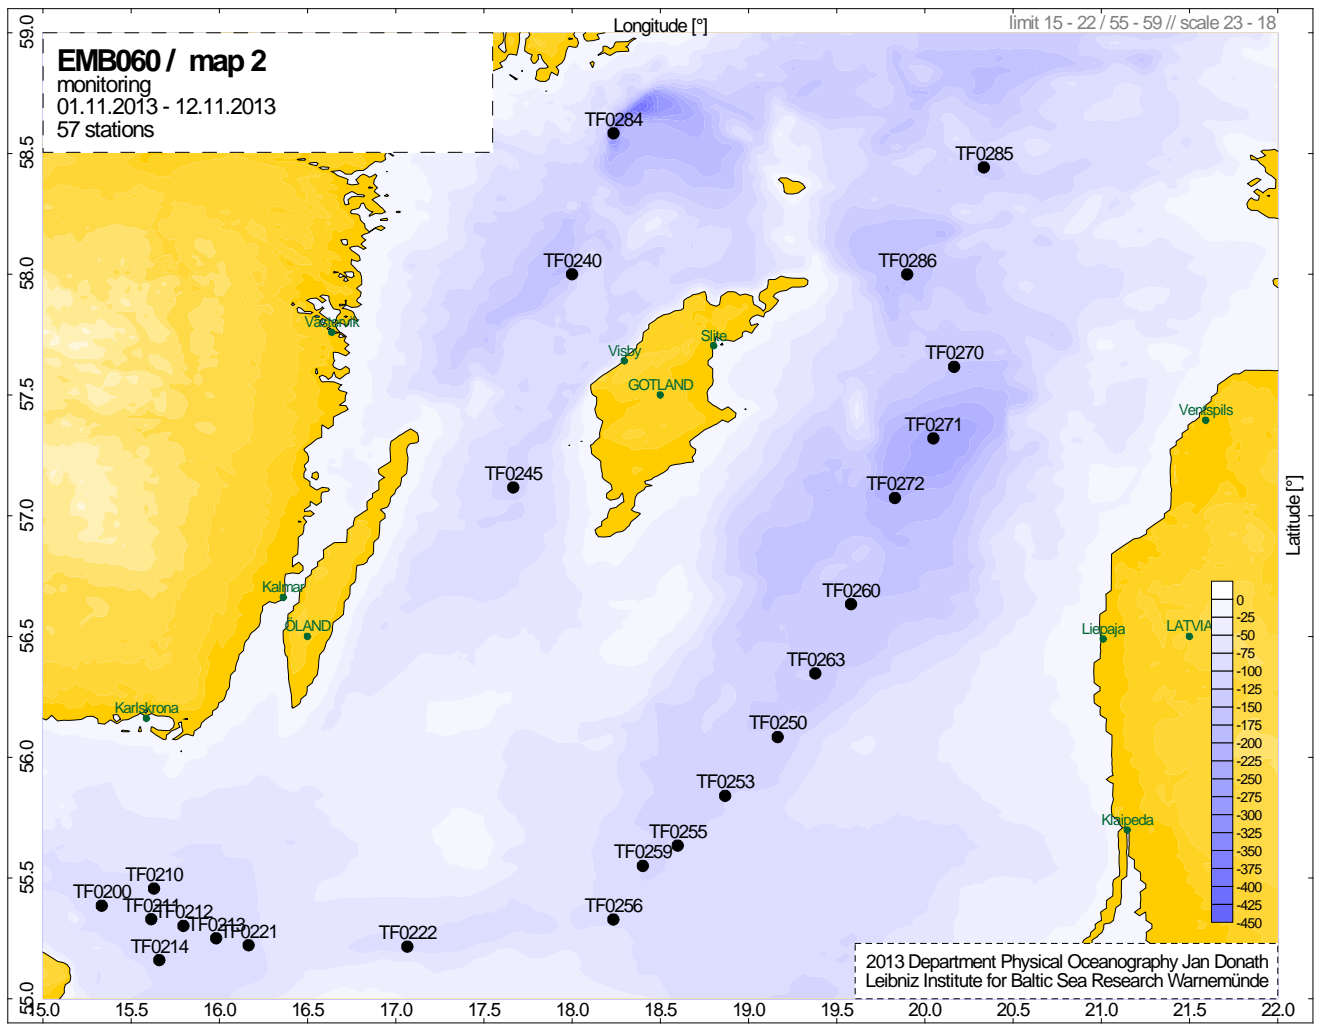 Longitude [°]
limit 15 - 22 / 55 - 59 // scale 23 - 18
EMB060 / map 2
monitoring
01.11.2013 - 12.11.2013
57 stations
59.0
58.5
58.0
57.5
57.0
56.5
56.0
55.5
55.0
TF0284
TF0285
TF0240
TF0286
Västervik
Visby
Slite
TF0270
GOTLAND
Ventspils
TF0271
TF0245
TF0272
Latitude [°]
Kalmar
TF0260
ÖLAND
Liepaja
LATVIA
TF0263
Karlskrona
TF0250
TF0253
Klaipeda
TF0255
TF0259
TF0210
TF0200
TF0211
TF0212
TF0256
TF0213
TF0221
TF0222
TF0214
0
-25
-50
-75
-100
-125
-150
-175
-200
-225
-250
-275
-300
-325
-350
-375
-400
-425
-450
2013 Department Physical Oceanography Jan Donath
Leibniz Institute for Baltic Sea Research Warnemünde
15.0 15.5 16.0 16.5 17.0 17.5 18.0 18.5 19.0 19.5 20.0 20.5 21.0 21.5 22.0